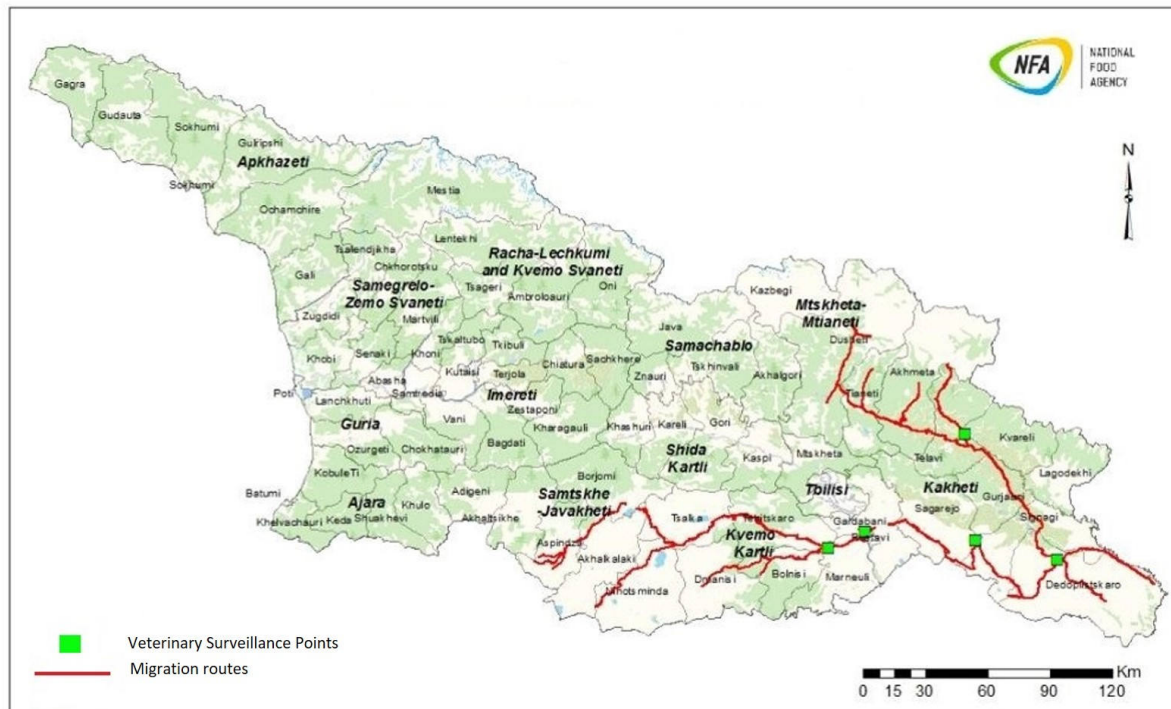 NFA
NATIONAL
FOOD
AGENCY
N
Gagra
Gudauta
Sokhumi
Gulripshi
Apkhazeti
Sokhumi
Mestia
Ochamchire
Lentekhi
Tsalendjikha
Racha-Lechkumi
and Kvemo Svaneti
Chkhorotsku
Gali
Samegrelo-
Zemo Svaneti
Tsageri
Oni
Ambroloauri
Kazbegi
Mtskheta-
Mtianeti
Zugdidi
Martvili
Java
Dusheti
Tskaltubo
Tkibuli
Samachablo
Khobi
Senaki
Khoni
Chiatura
Sachkhere
Tskhinvali
Akhmeta
Kutaisi
Terjola
Znauri
Akhalgori
Tianeti
Abasha
Poti
Lanchkhuti
Samtredia
Imereti
Zestaponi
Guria
Vani
Kharagauli
Khashuri
Kareli
Gori
Kvareli
Ozurgeti
Chokhatauri
Bagdati
Shida
Kartli
Kaspi
Mtskheta
Telavi
KobuleTi
Borjomi
Lagodekhi
Batumi
Ajara
Khulo
Adigeni
Samtskhe
-Javakheti
Tbilisi
Kakheti
Gurjaani
Khelvachauri
Keda
Shuakhevi
Akhaltsikhe
Tsalka
Tetritskaro
Gardabani
Sagarejo
Signagi
Aspindza
Kvemo
Kartli
Rustavi
Akhalkalaki
Dmanisi
Bolnisi
Marneuli
Dedoplistskaro
Ninotsminda
Veterinary Surveillance Points
Migration routes
Km
0 15 30 60 90 120